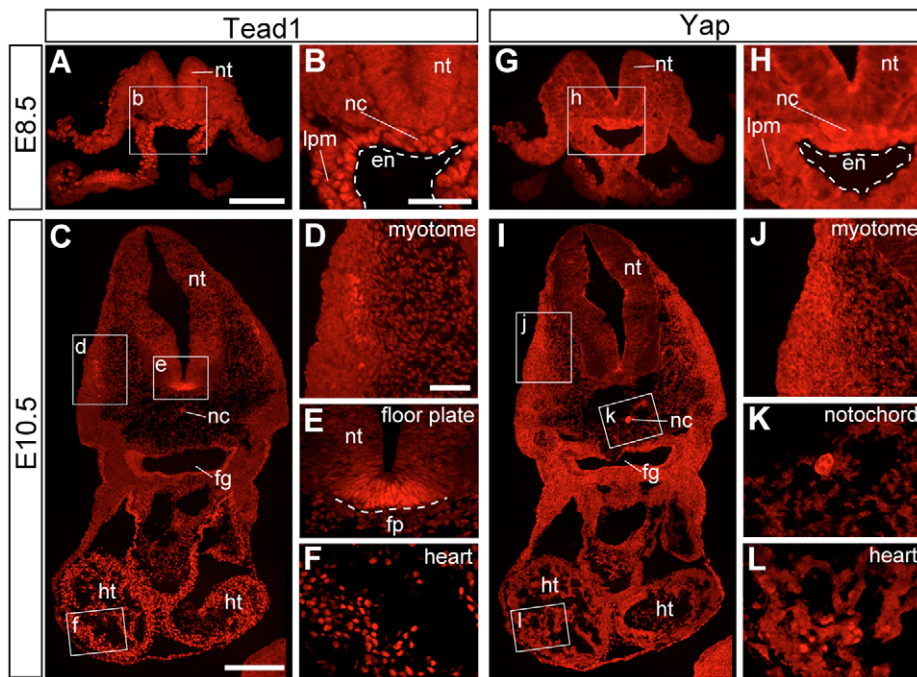 Tead1
Yap
E8.5
A
nt
b
B
nt
nc
lpm
en
G
nt
h
H
nt
nc
lpm
en
E10.5
C
nt
d
e
nc
fg
ht
ht
f
D
myotome
E
floor plate
nt
fp
F
heart
I
nt
j
k
nc
fg
ht
ht
l
J
myotome
K
notochord
L
heart